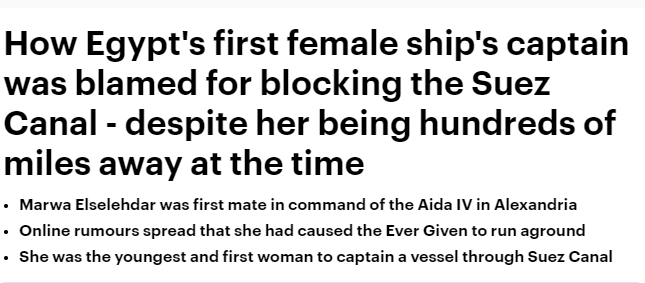 How Egypt's first female ship's captain
was blamed for blocking the Suez
Canal - despite her being hundreds of
miles away at the time
• Marwa Elselehdar was first mate in command of the Aida IV in Alexandria
• Online rumours spread that she had caused the Ever Given to run aground
• She was the youngest and first woman to captain a vessel through Suez Canal